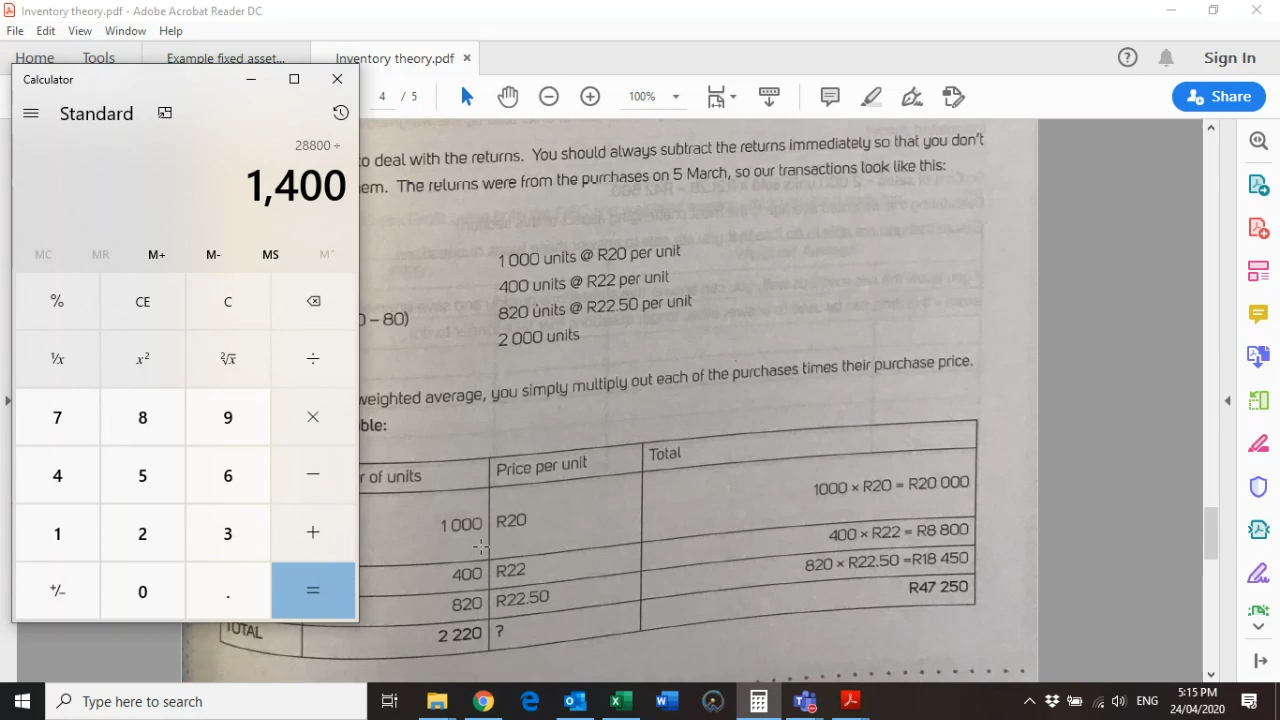 Inventory theory.pdf - Adobe Acrobat Reader DC
File Edit View Window Help
Home Tools Example fixed asset... Inventory theory.pdf ×
Sign In
4 / 5 100% Share
Calculator
Standard
28800 ÷
1,400
MC MR M+ M- MS M˅
% CE C
¹/x x² ²√x ÷
7 8 9 ×
4 5 6 −
1 2 3 +
+/− 0 . =
to deal with the returns. You should always subtract the returns immediately so that you don't
em. The returns were from the purchases on 5 March, so our transactions look like this:
1 000 units @ R20 per unit
400 units @ R22 per unit
0 – 80) 820 units @ R22.50 per unit
2 000 units
weighted average, you simply multiply out each of the purchases times their purchase price.
ble:
r of units Price per unit Total
1 000 R20 1000 × R20 = R20 000
400 R22 400 × R22 = R8 800
820 R22.50 820 × R22.50 =R18 450
TOTAL 2 220 ? R47 250
Type here to search
ENG
5:15 PM
24/04/2020